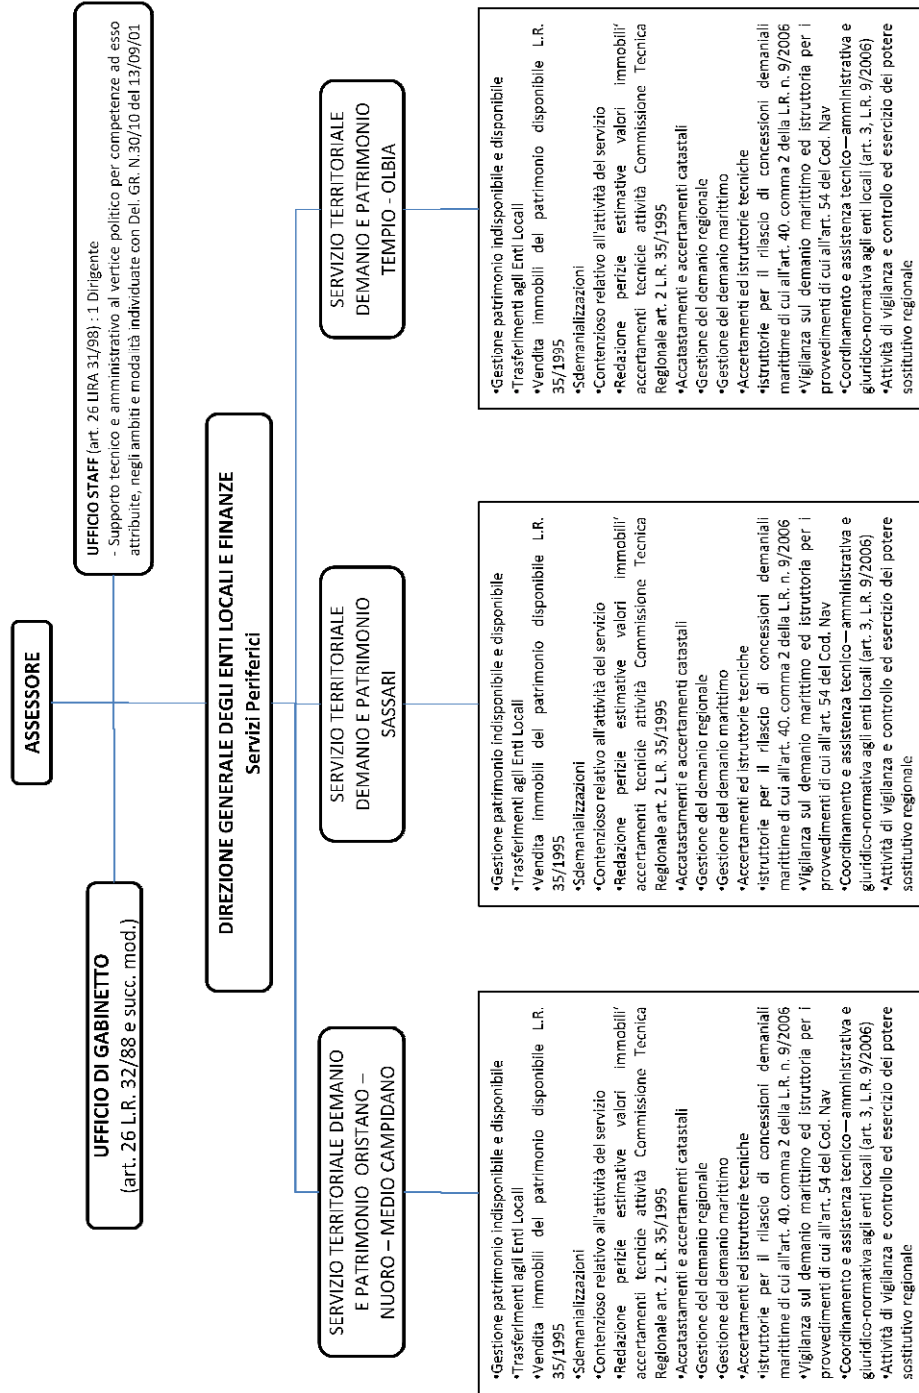 ASSESSORE
UFFICIO DI GABINETTO
(art. 26 L.R. 32/88 e succ. mod.)
UFFICIO STAFF (art. 26 LIRA 31/98) : 1 Dirigente
- Supporto tecnico e amministrativo al vertice politico per competenze ad esso
attribuite, negli ambiti e modalità individuate con Del. GR. N.30/10 del 13/09/01
DIREZIONE GENERALE DEGLI ENTI LOCALI E FINANZE
Servizi Periferici
SERVIZIO TERRITORIALE DEMANIO
E PATRIMONIO ORISTANO –
NUORO – MEDIO CAMPIDANO
SERVIZIO TERRITORIALE
DEMANIO E PATRIMONIO
SASSARI
SERVIZIO TERRITORIALE
DEMANIO E PATRIMONIO
TEMPIO - OLBIA
•Gestione patrimonio indisponibile e disponibile
•Trasferimenti agli Enti Locali
•Vendita immobili del patrimonio disponibile L.R.
35/1995
•Sdemanializzazioni
•Contenzioso relativo all'attività del servizio
•Redazione perizie estimative valori immobili'
accertamenti tecnicie attività Commissione Tecnica
Regionale art. 2 L.R. 35/1995
•Accatastamenti e accertamenti catastali
•Gestione del demanio regionale
•Gestione del demanio marittimo
•Accertamenti ed istruttorie tecniche
•istruttorie per il rilascio di concessioni demaniali
marittime di cui all'art. 40. comma 2 della L.R. n. 9/2006
•Vigilanza sul demanio marittimo ed istruttoria per i
provvedimenti di cui all'art. 54 del Cod. Nav
•Coordinamento e assistenza tecnico—amministrativa e
giuridico-normativa agli enti locali (art. 3, L.R. 9/2006)
•Attività di vigilanza e controllo ed esercizio dei potere
sostitutivo regionale
•Gestione patrimonio indisponibile e disponibile
•Trasferimenti agli Enti Locali
•Vendita immobili del patrimonio disponibile L.R.
35/1995
•Sdemanializzazioni
•Contenzioso relativo all'attività del servizio
•Redazione perizie estimative valori immobili'
accertamenti tecnicie attività Commissione Tecnica
Regionale art. 2 L.R. 35/1995
•Accatastamenti e accertamenti catastali
•Gestione del demanio regionale
•Gestione del demanio marittimo
•Accertamenti ed istruttorie tecniche
•istruttorie per il rilascio di concessioni demaniali
marittime di cui all'art. 40. comma 2 della L.R. n. 9/2006
•Vigilanza sul demanio marittimo ed istruttoria per i
provvedimenti di cui all'art. 54 del Cod. Nav
•Coordinamento e assistenza tecnico—amministrativa e
giuridico-normativa agli enti locali (art. 3, L.R. 9/2006)
•Attività di vigilanza e controllo ed esercizio dei potere
sostitutivo regionale
•Gestione patrimonio indisponibile e disponibile
•Trasferimenti agli Enti Locali
•Vendita immobili del patrimonio disponibile L.R.
35/1995
•Sdemanializzazioni
•Contenzioso relativo all'attività del servizio
•Redazione perizie estimative valori immobili'
accertamenti tecnicie attività Commissione Tecnica
Regionale art. 2 L.R. 35/1995
•Accatastamenti e accertamenti catastali
•Gestione del demanio regionale
•Gestione del demanio marittimo
•Accertamenti ed istruttorie tecniche
•istruttorie per il rilascio di concessioni demaniali
marittime di cui all'art. 40. comma 2 della L.R. n. 9/2006
•Vigilanza sul demanio marittimo ed istruttoria per i
provvedimenti di cui all'art. 54 del Cod. Nav
•Coordinamento e assistenza tecnico—amministrativa e
giuridico-normativa agli enti locali (art. 3, L.R. 9/2006)
•Attività di vigilanza e controllo ed esercizio dei potere
sostitutivo regionale